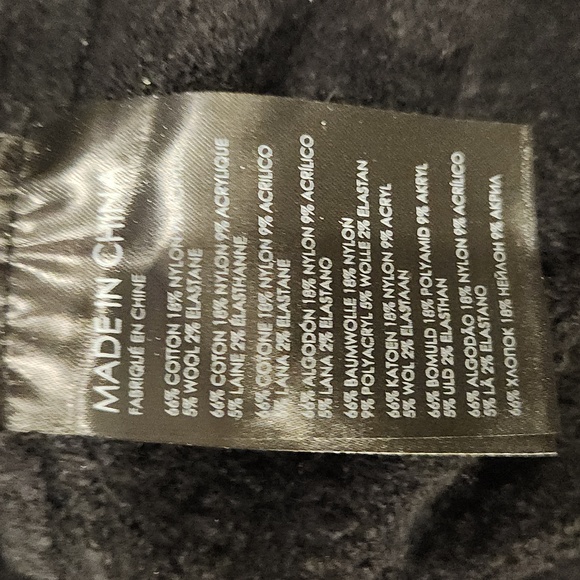 MADE IN CHINA
FABRIQUÉ EN CHINE
66% COTTON 18% NYLON
5% WOOL 2% ELASTANE
66% COTON 18% NYLON 9% ACRYLIQUE
5% LAINE 2% ÉLASTHANNE
66% COTONE 18% NYLON 9% ACRILICO
5% LANA 2% ELASTANE
66% ALGODÓN 18% NYLON 9% ACRÍLICO
5% LANA 2% ELASTANO
66% BAUMWOLLE 18% NYLON
9% POLYACRYL 5% WOLLE 2% ELASTAN
66% KATOEN 18% NYLON 9% ACRYL
5% WOL 2% ELASTAAN
66% BOMULD 18% POLYAMID 9% AKRYL
5% ULD 2% ELASTHAN
66% ALGODAO 18% NYLON 9% ACRÍLICO
5% LÃ 2% ELASTANO
66% ХЛОПОК 18% НЕЙЛОН 9% АКРИЛ